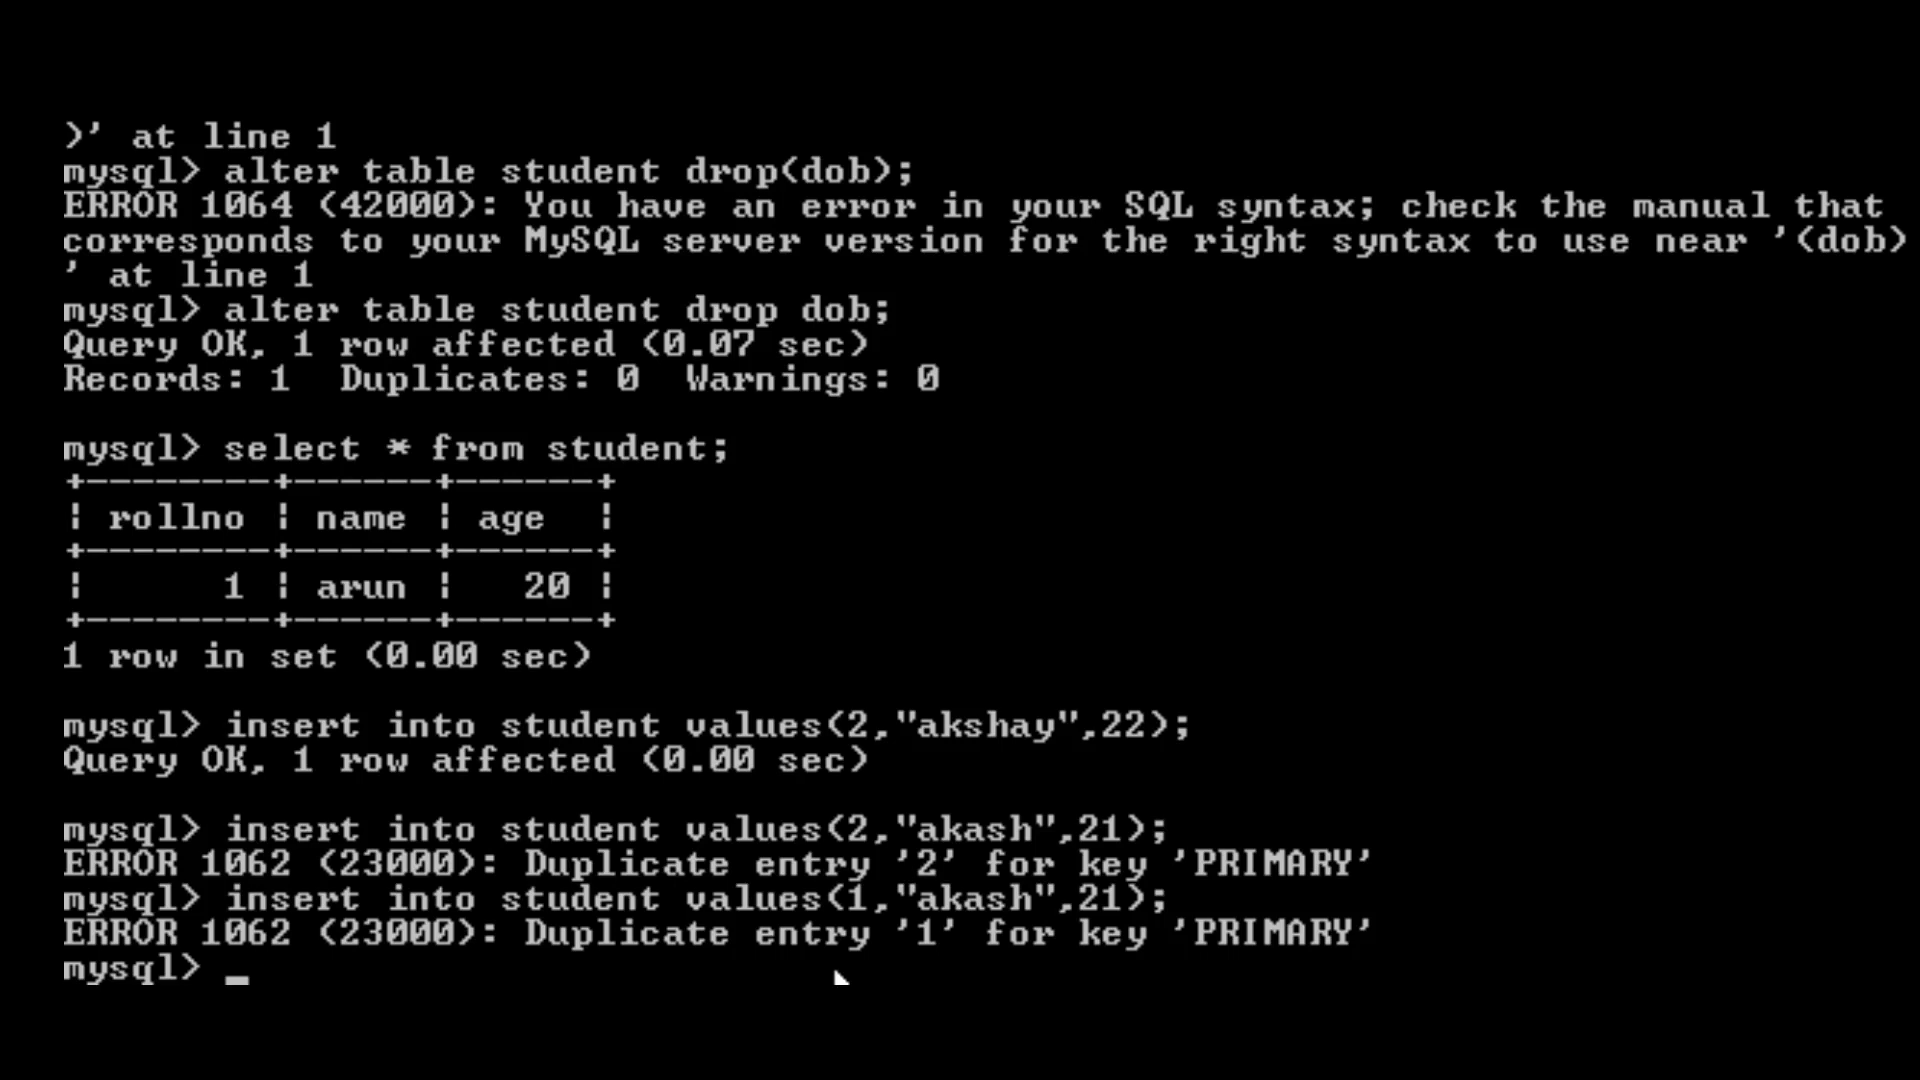 )' at line 1
mysql> alter table student drop(dob);
ERROR 1064 (42000): You have an error in your SQL syntax; check the manual that
corresponds to your MySQL server version for the right syntax to use near '(dob)
' at line 1
mysql> alter table student drop dob;
Query OK, 1 row affected (0.07 sec)
Records: 1  Duplicates: 0  Warnings: 0

mysql> select * from student;
+--------+------+------+
| rollno | name | age  |
+--------+------+------+
|      1 | arun |   20 |
+--------+------+------+
1 row in set (0.00 sec)

mysql> insert into student values(2,"akshay",22);
Query OK, 1 row affected (0.00 sec)

mysql> insert into student values(2,"akash",21);
ERROR 1062 (23000): Duplicate entry '2' for key 'PRIMARY'
mysql> insert into student values(1,"akash",21);
ERROR 1062 (23000): Duplicate entry '1' for key 'PRIMARY'
mysql> _